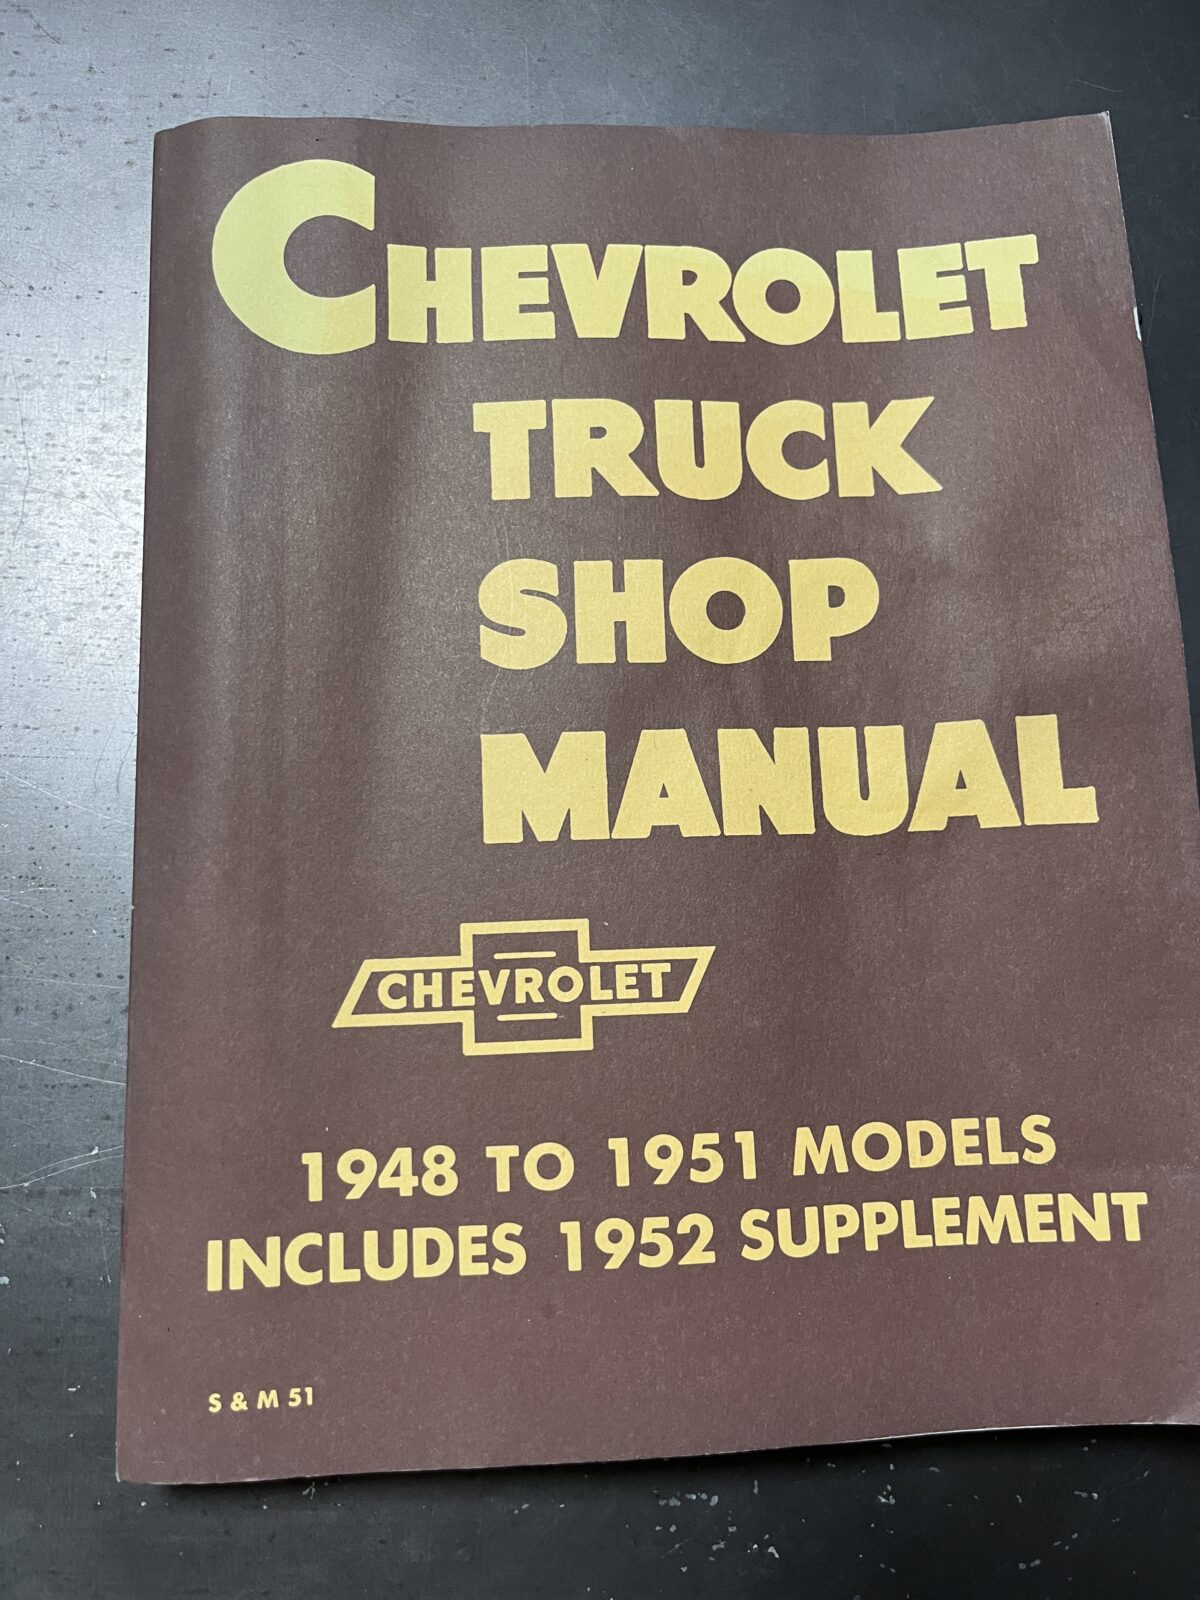 CHEVROLET
TRUCK
SHOP
MANUAL
CHEVROLET
1948 TO 1951 MODELS
INCLUDES 1952 SUPPLEMENT
S & M 51